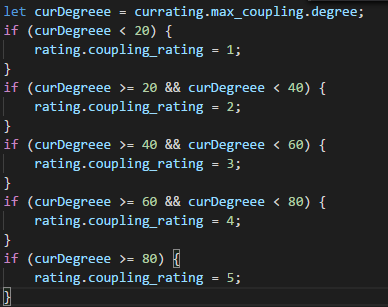 let curDegreee = currating.max_coupling.degree;
if (curDegreee < 20) {
    rating.coupling_rating = 1;
}
if (curDegreee >= 20 && curDegreee < 40) {
    rating.coupling_rating = 2;
}
if (curDegreee >= 40 && curDegreee < 60) {
    rating.coupling_rating = 3;
}
if (curDegreee >= 60 && curDegreee < 80) {
    rating.coupling_rating = 4;
}
if (curDegreee >= 80) {
    rating.coupling_rating = 5;
}